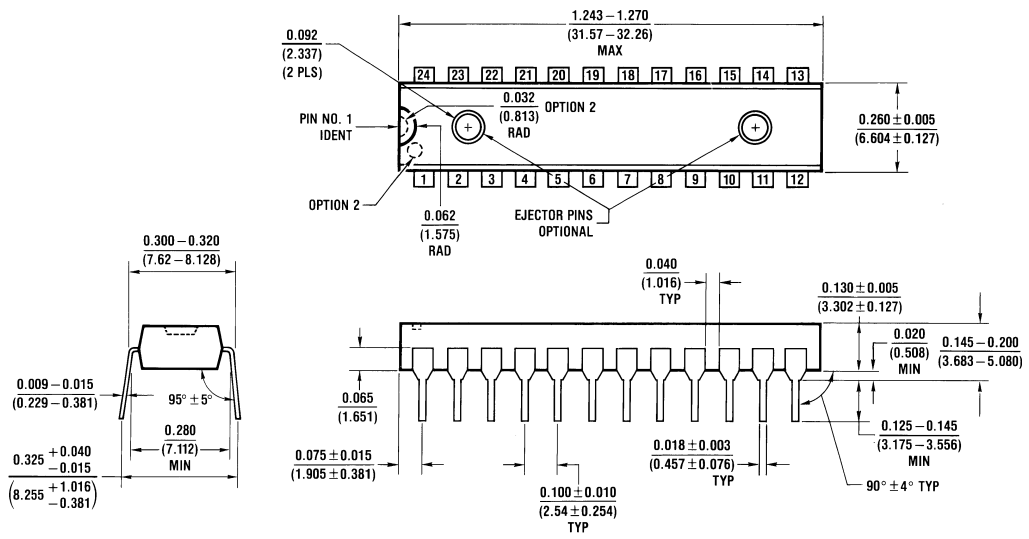 1.243 – 1.270
(31.57 – 32.26)
MAX
0.092
(2.337)
(2 PLS)
24 23 22 21 20 19 18 17 16 15 14 13
0.032
(0.813)
RAD
OPTION 2
PIN NO. 1
IDENT
0.260 ± 0.005
(6.604 ± 0.127)
1 2 3 4 5 6 7 8 9 10 11 12
OPTION 2
0.062
(1.575)
RAD
EJECTOR PINS
OPTIONAL
0.300 – 0.320
(7.62 – 8.128)
0.040
(1.016)
TYP
0.130 ± 0.005
(3.302 ± 0.127)
0.020
(0.508)
MIN
0.145 – 0.200
(3.683 – 5.080)
0.009 – 0.015
(0.229 – 0.381)
95° ± 5°
0.065
(1.651)
0.280
(7.112)
MIN
0.125 – 0.145
(3.175 – 3.556)
MIN
0.325 + 0.040
– 0.015
(8.255 + 1.016
– 0.381)
0.075 ± 0.015
(1.905 ± 0.381)
0.018 ± 0.003
(0.457 ± 0.076)
TYP
90° ± 4° TYP
0.100 ± 0.010
(2.54 ± 0.254)
TYP